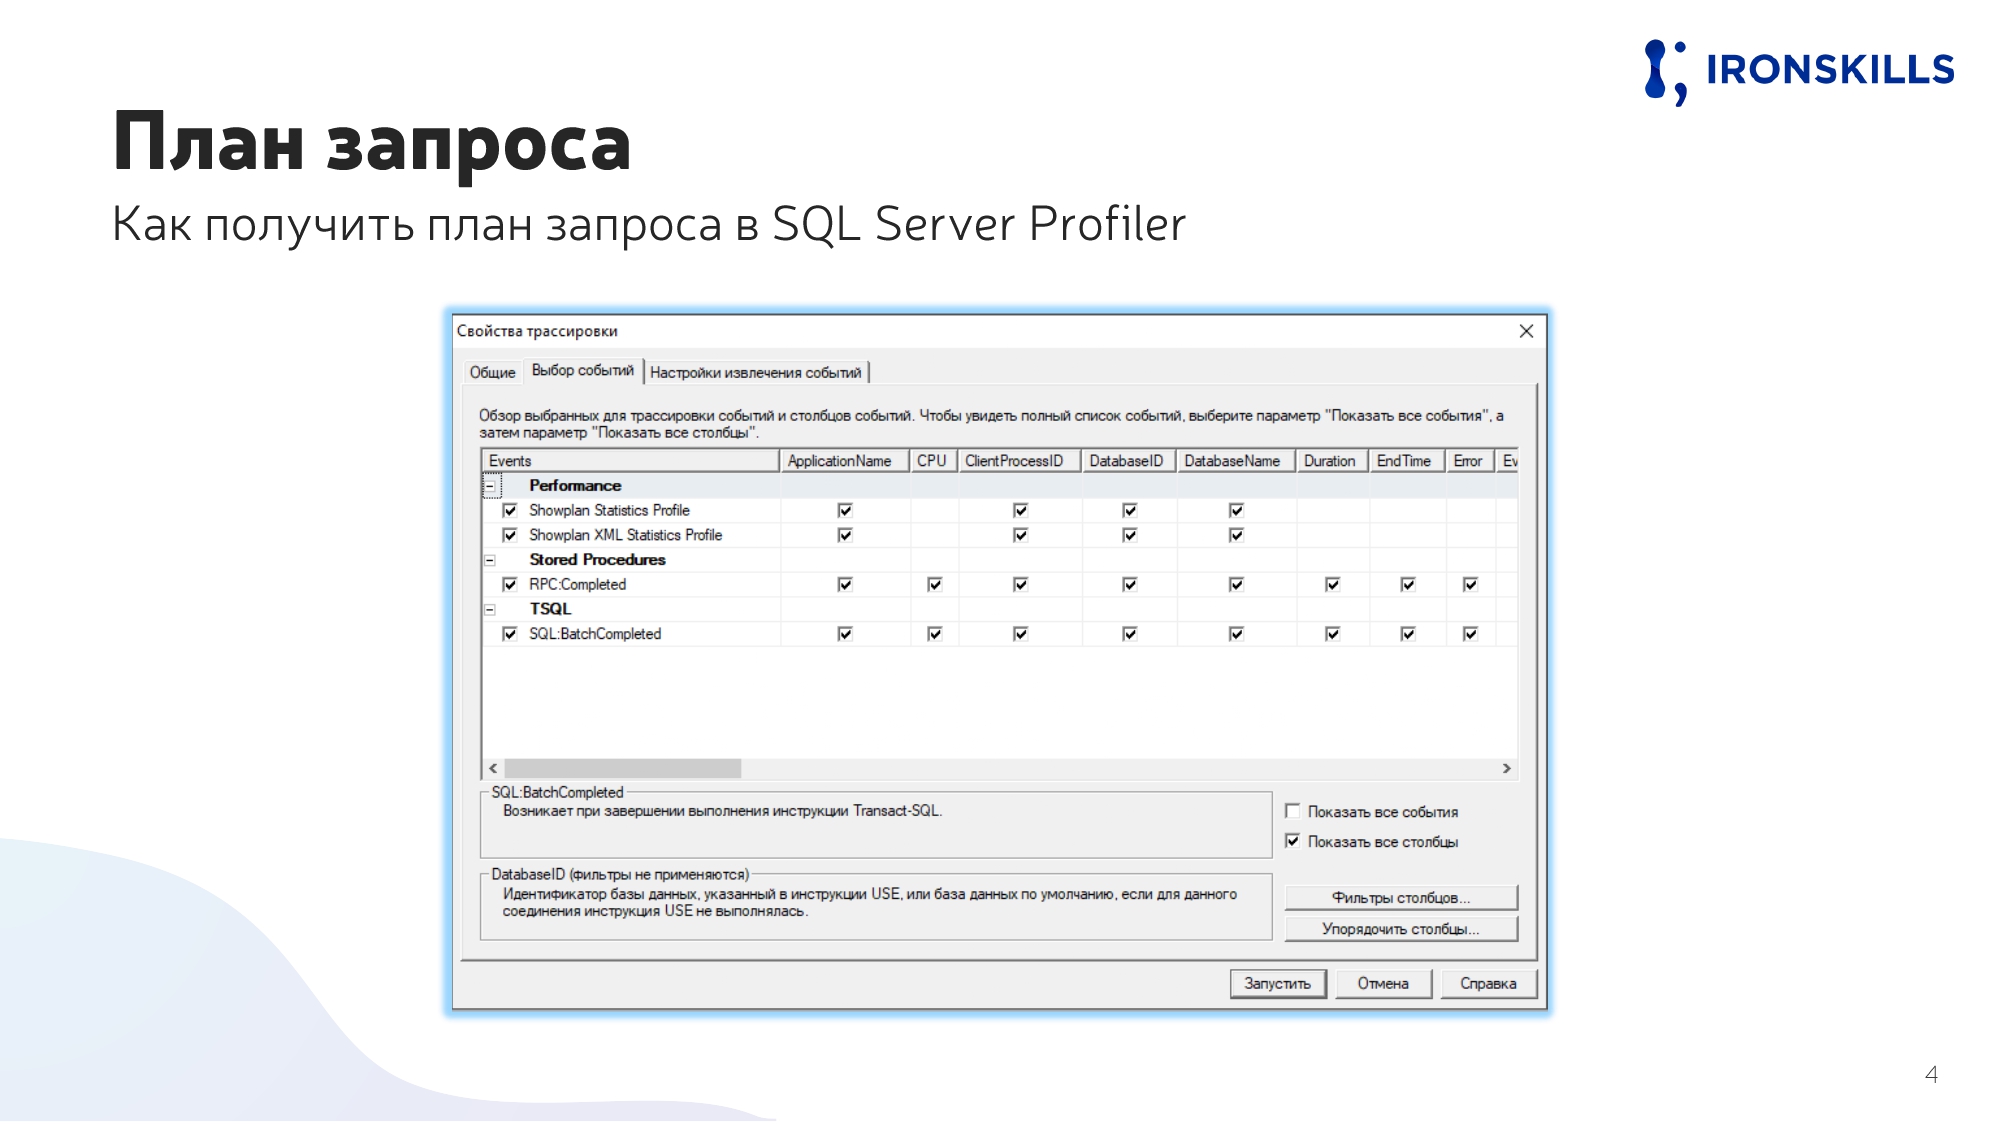 IRONSKILLS
План запроса
Как получить план запроса в SQL Server Profiler
Свойства трассировки
Общие Выбор событий Настройки извлечения событий
Обзор выбранных для трассировки событий и столбцов событий. Чтобы увидеть полный список событий, выберите параметр "Показать все события", а
затем параметр "Показать все столбцы".
Events ApplicationName CPU ClientProcessID DatabaseID DatabaseName Duration EndTime Error Ev
Performance
Showplan Statistics Profile
Showplan XML Statistics Profile
Stored Procedures
RPC:Completed
TSQL
SQL:BatchCompleted
SQL:BatchCompleted
Возникает при завершении выполнения инструкции Transact-SQL.
Показать все события
Показать все столбцы
DatabaseID (фильтры не применяются)
Идентификатор базы данных, указанный в инструкции USE, или база данных по умолчанию, если для данного
соединения инструкция USE не выполнялась.
Фильтры столбцов...
Упорядочить столбцы...
Запустить Отмена Справка
4